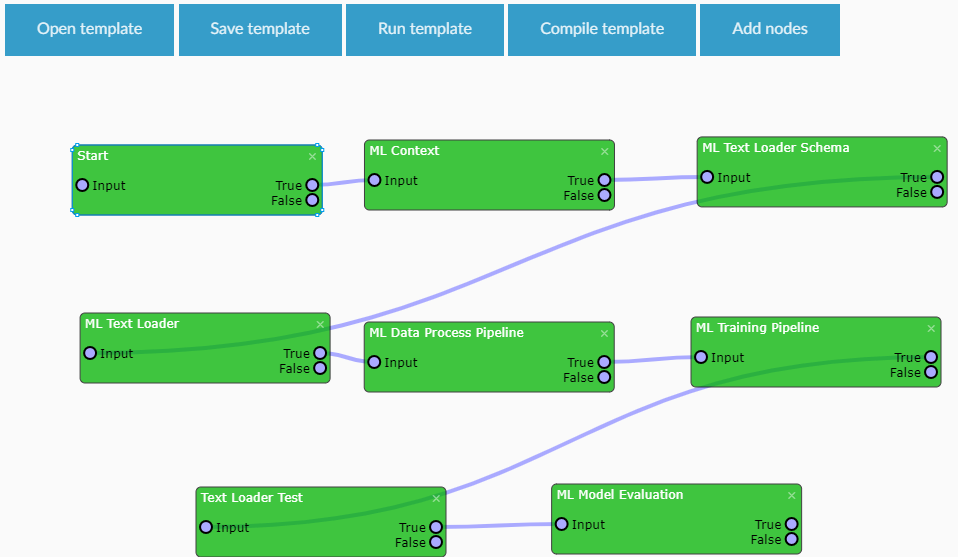 Open template Save template Run template Compile template Add nodes
Start ×
Input True
False
ML Context ×
Input True
False
ML Text Loader Schema ×
Input True
False
ML Text Loader ×
Input True
False
ML Data Process Pipeline ×
Input True
False
ML Training Pipeline ×
Input True
False
Text Loader Test ×
Input True
False
ML Model Evaluation ×
Input True
False